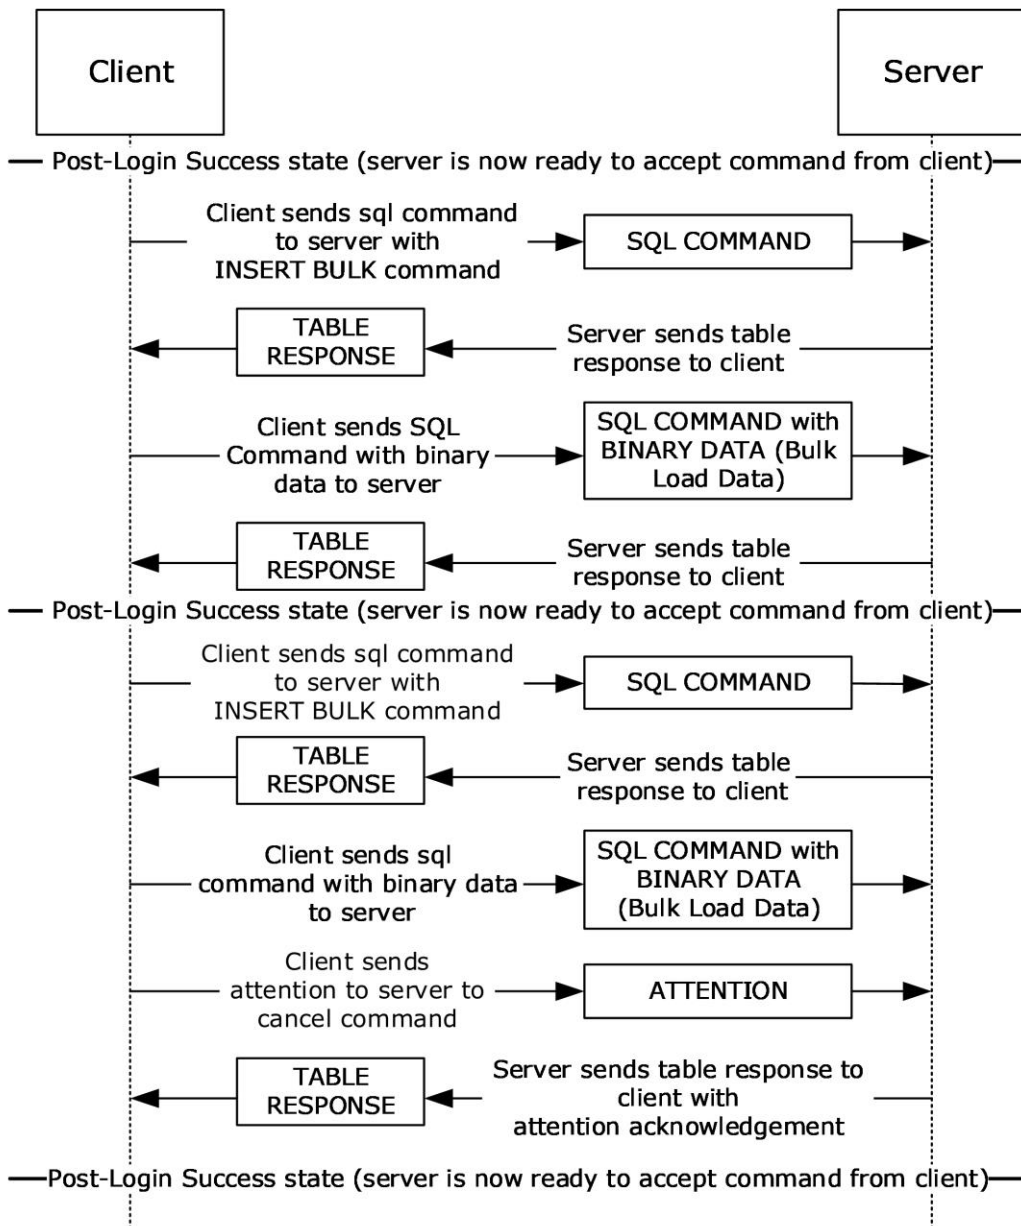 Client
Server
Post-Login Success state (server is now ready to accept command from client)
Client sends sql command
to server with
INSERT BULK command
SQL COMMAND
TABLE
RESPONSE
Server sends table
response to client
Client sends SQL
Command with binary
data to server
SQL COMMAND with
BINARY DATA (Bulk
Load Data)
TABLE
RESPONSE
Server sends table
response to client
Post-Login Success state (server is now ready to accept command from client)
Client sends sql command
to server with
INSERT BULK command
SQL COMMAND
TABLE
RESPONSE
Server sends table
response to client
Client sends sql
command with binary data
to server
SQL COMMAND with
BINARY DATA
(Bulk Load Data)
Client sends
attention to server to
cancel command
ATTENTION
TABLE
RESPONSE
Server sends table response to
client with
attention acknowledgement
Post-Login Success state (server is now ready to accept command from client)